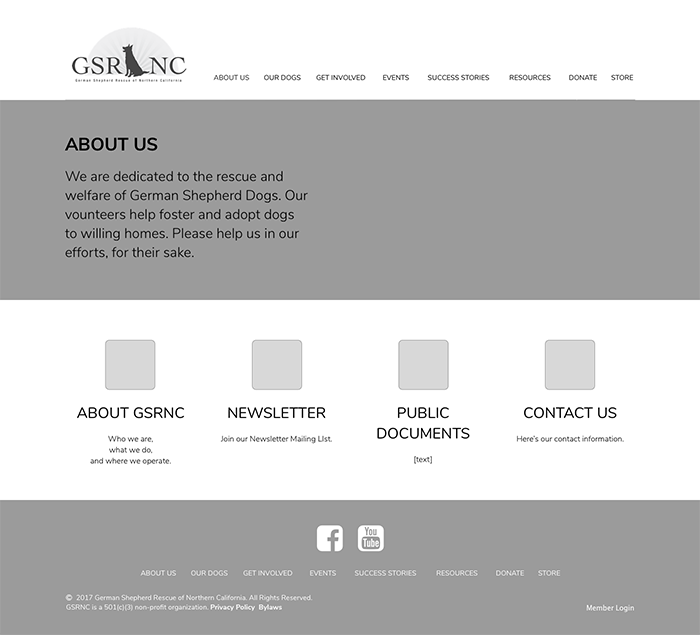 GSRNC
German Shepherd Rescue of Northern California
ABOUT US OUR DOGS GET INVOLVED EVENTS SUCCESS STORIES RESOURCES DONATE STORE
ABOUT US
We are dedicated to the rescue and
welfare of German Shepherd Dogs. Our
vounteers help foster and adopt dogs
to willing homes. Please help us in our
efforts, for their sake.
ABOUT GSRNC
Who we are,
what we do,
and where we operate.
NEWSLETTER
Join our Newsletter Mailing LIst.
PUBLIC
DOCUMENTS
[text]
CONTACT US
Here's our contact information.
f
You
Tube
ABOUT US OUR DOGS GET INVOLVED EVENTS SUCCESS STORIES RESOURCES DONATE STORE
© 2017 German Shepherd Rescue of Northern California. All Rights Reserved.
GSRNC is a 501(c)(3) non-profit organization. Privacy Policy Bylaws
Member Login